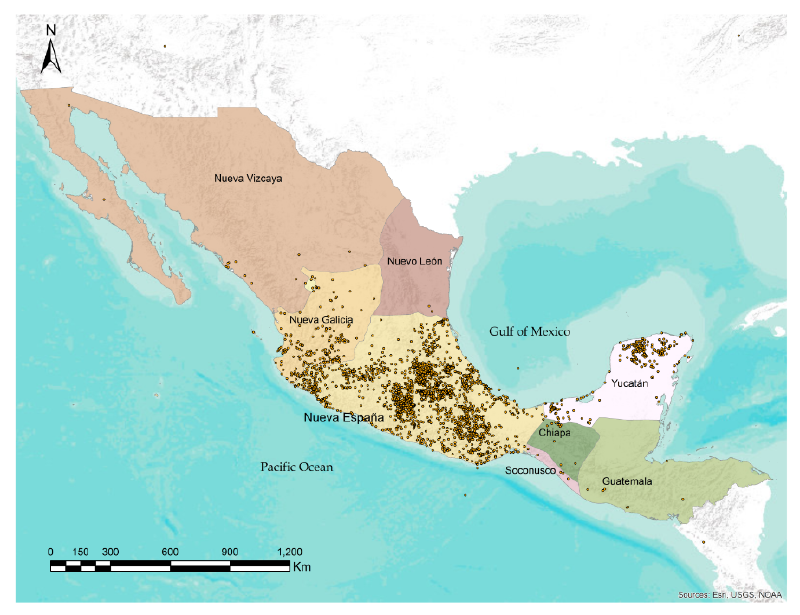 N
Nueva Vizcaya
Nuevo León
Nueva Galicia
Gulf of Mexico
Yucatán
Nueva España
Chiapa
Pacific Ocean
Soconusco
Guatemala
0 150 300 600 900 1,200
Km
Sources: Esri, USGS, NOAA